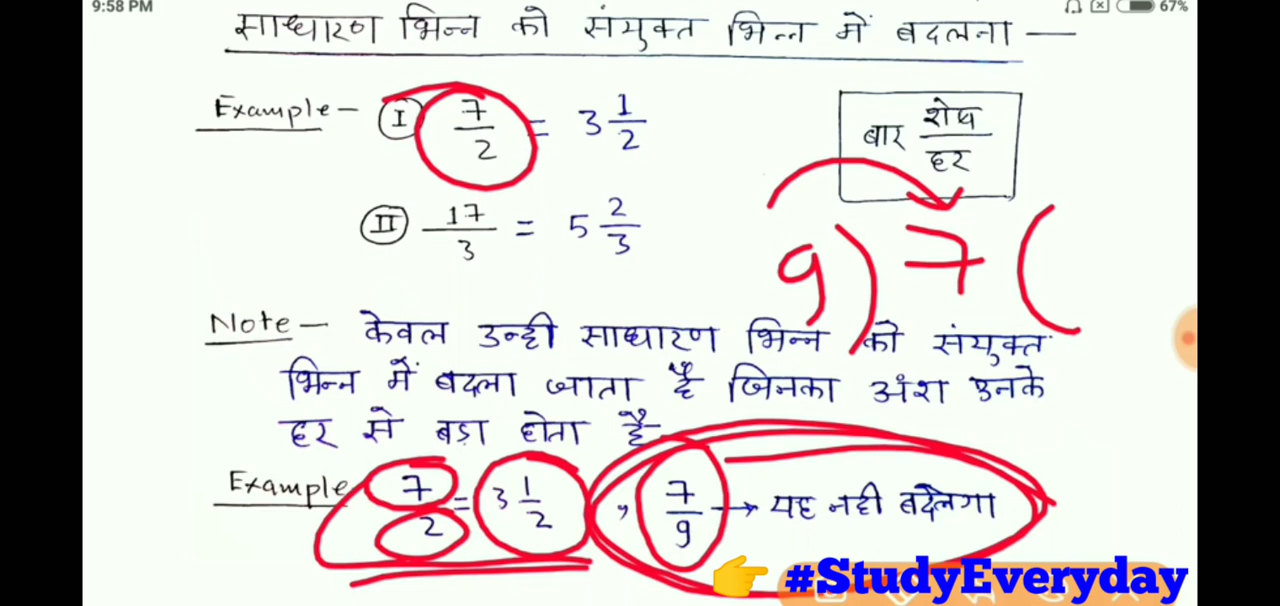 9:58 PM 67%
साधारण भिन्न को संयुक्त भिन्न में बदलना —
Example - I 7/2 = 3 1/2
बार शेष/हर
II 17/3 = 5 2/3
9)7(
Note - केवल उन्ही साधारण भिन्न को संयुक्त
भिन्न में बदला जाता है जिनका अंश उनके
हर से बड़ा होता है
Example 7/2 = 3 1/2 , 7/9 → यह नही बदलेगा
#StudyEveryday